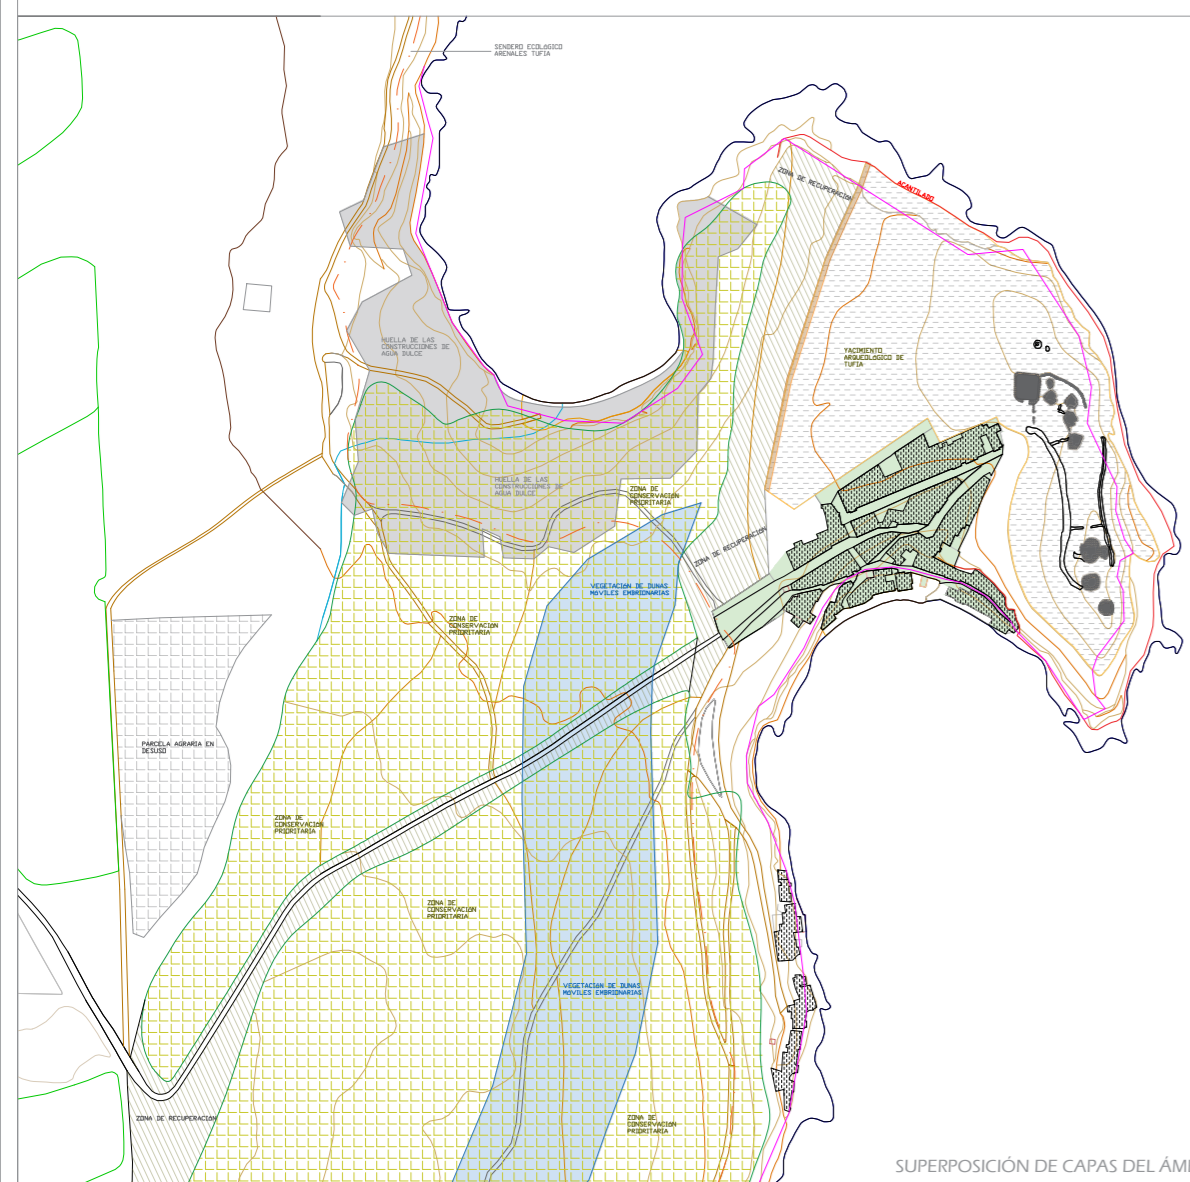 SENDERO ECOLóGICO
ARENALES TUFIA
ZONA DE RECUPERACIóN
ACANTILADO
HUELLA DE LAS
CONSTRUCCIONES DE
AGUA DULCE
YACIMIENTO
ARQUEOLóGICO DE
TUFIA
HUELLA DE LAS
CONSTRUCCIONES DE
AGUA DULCE
ZONA DE
CONSERVACIóN
PRIORITARIA
ZONA DE RECUPERACIóN
VEGETACIóN DE DUNAS
MóVILES EMBRIONARIAS
ZONA DE
CONSERVACIóN
PRIORITARIA
PARCELA AGRARIA EN
DESUSO
ZONA DE
CONSERVACIóN
PRIORITARIA
ZONA DE
CONSERVACIóN
PRIORITARIA
VEGETACIóN DE DUNAS
MóVILES EMBRIONARIAS
ZONA DE RECUPERACIóN
ZONA DE
CONSERVACIóN
PRIORITARIA
SUPERPOSICIÓN DE CAPAS DEL ÁM